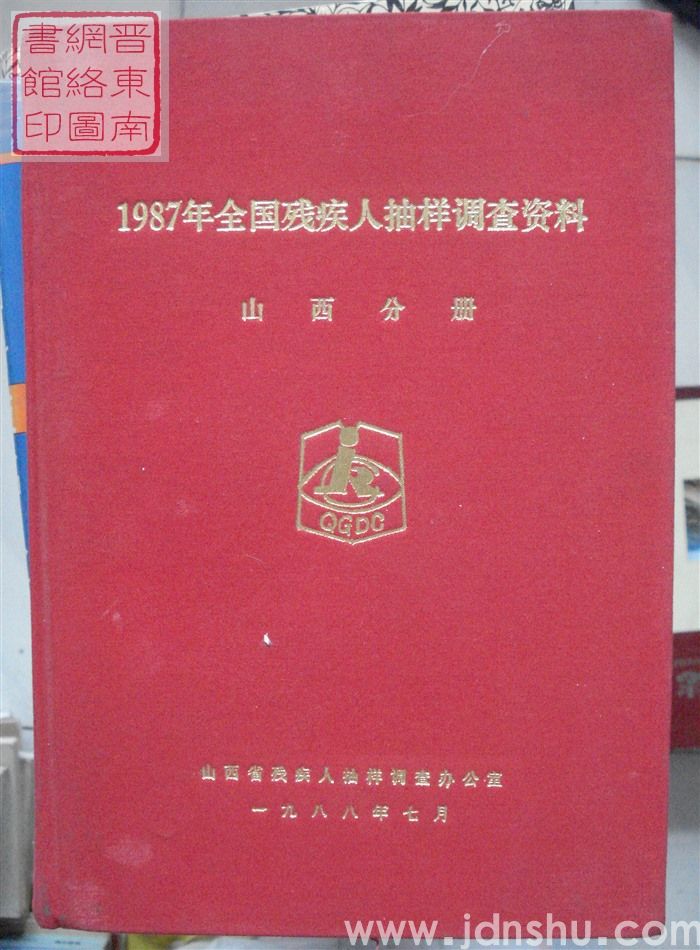 晋東南
網絡圖
書館印
1987年全国残疾人抽样调查资料
山西分册
QGDC
山西省残疾人抽样调查办公室
一九八八年七月
www.jdnshu.com